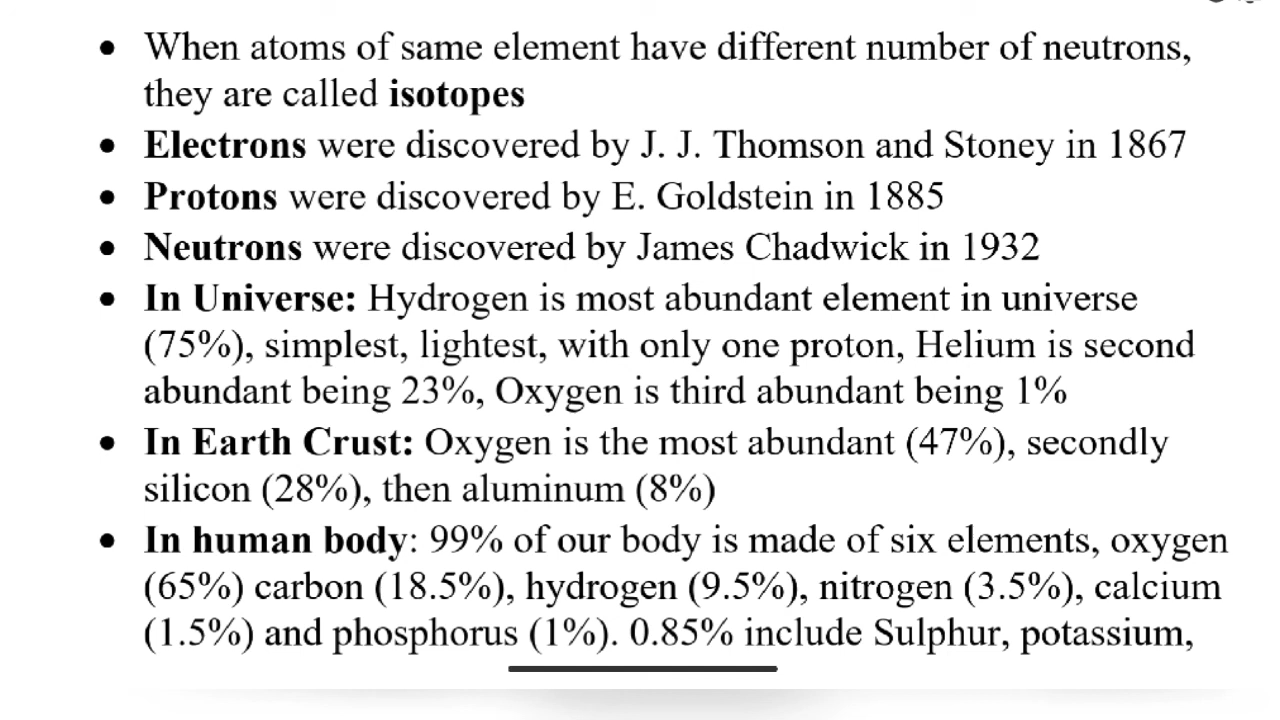 • When atoms of same element have different number of neutrons,
they are called isotopes
• Electrons were discovered by J. J. Thomson and Stoney in 1867
• Protons were discovered by E. Goldstein in 1885
• Neutrons were discovered by James Chadwick in 1932
• In Universe: Hydrogen is most abundant element in universe
(75%), simplest, lightest, with only one proton, Helium is second
abundant being 23%, Oxygen is third abundant being 1%
• In Earth Crust: Oxygen is the most abundant (47%), secondly
silicon (28%), then aluminum (8%)
• In human body: 99% of our body is made of six elements, oxygen
(65%) carbon (18.5%), hydrogen (9.5%), nitrogen (3.5%), calcium
(1.5%) and phosphorus (1%). 0.85% include Sulphur, potassium,